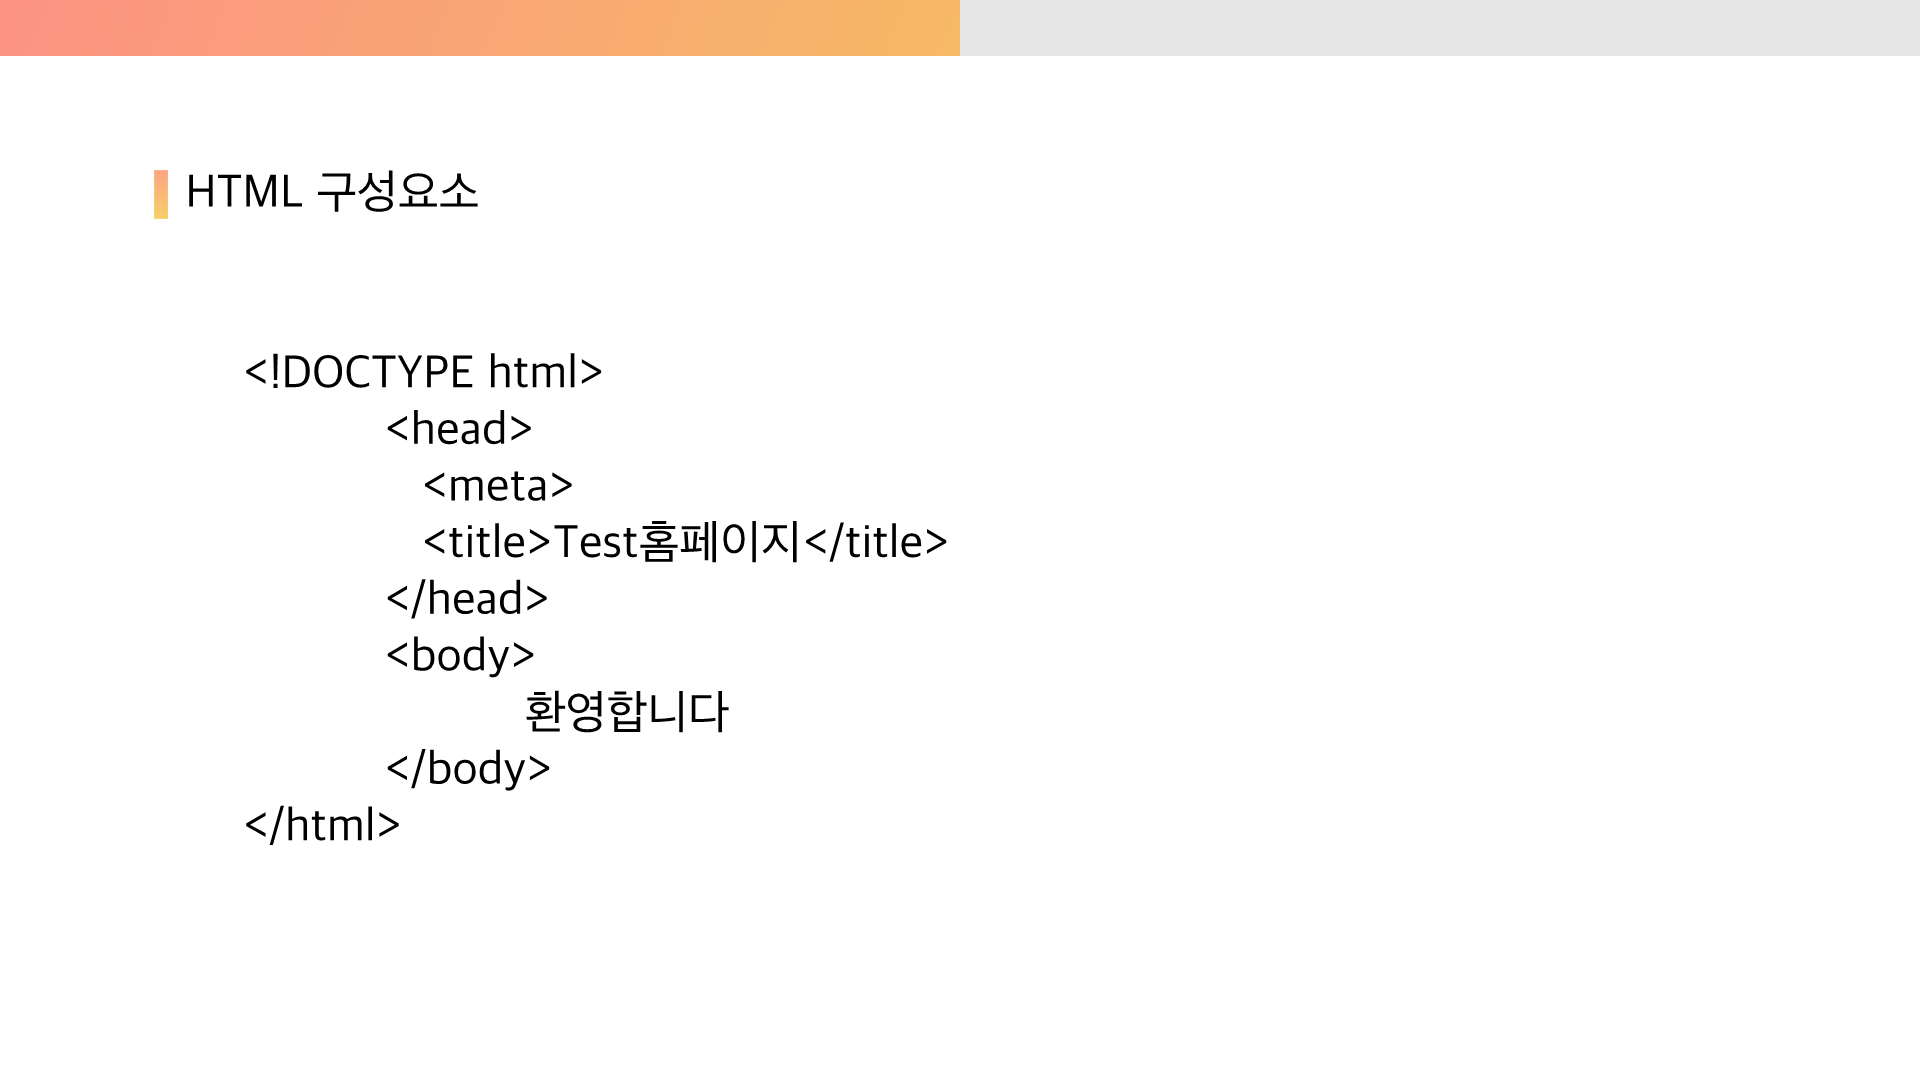 HTML 구성요소
<!DOCTYPE html>
<head>
<meta>
<title>Test홈페이지</title>
</head>
<body>
환영합니다
</body>
</html>